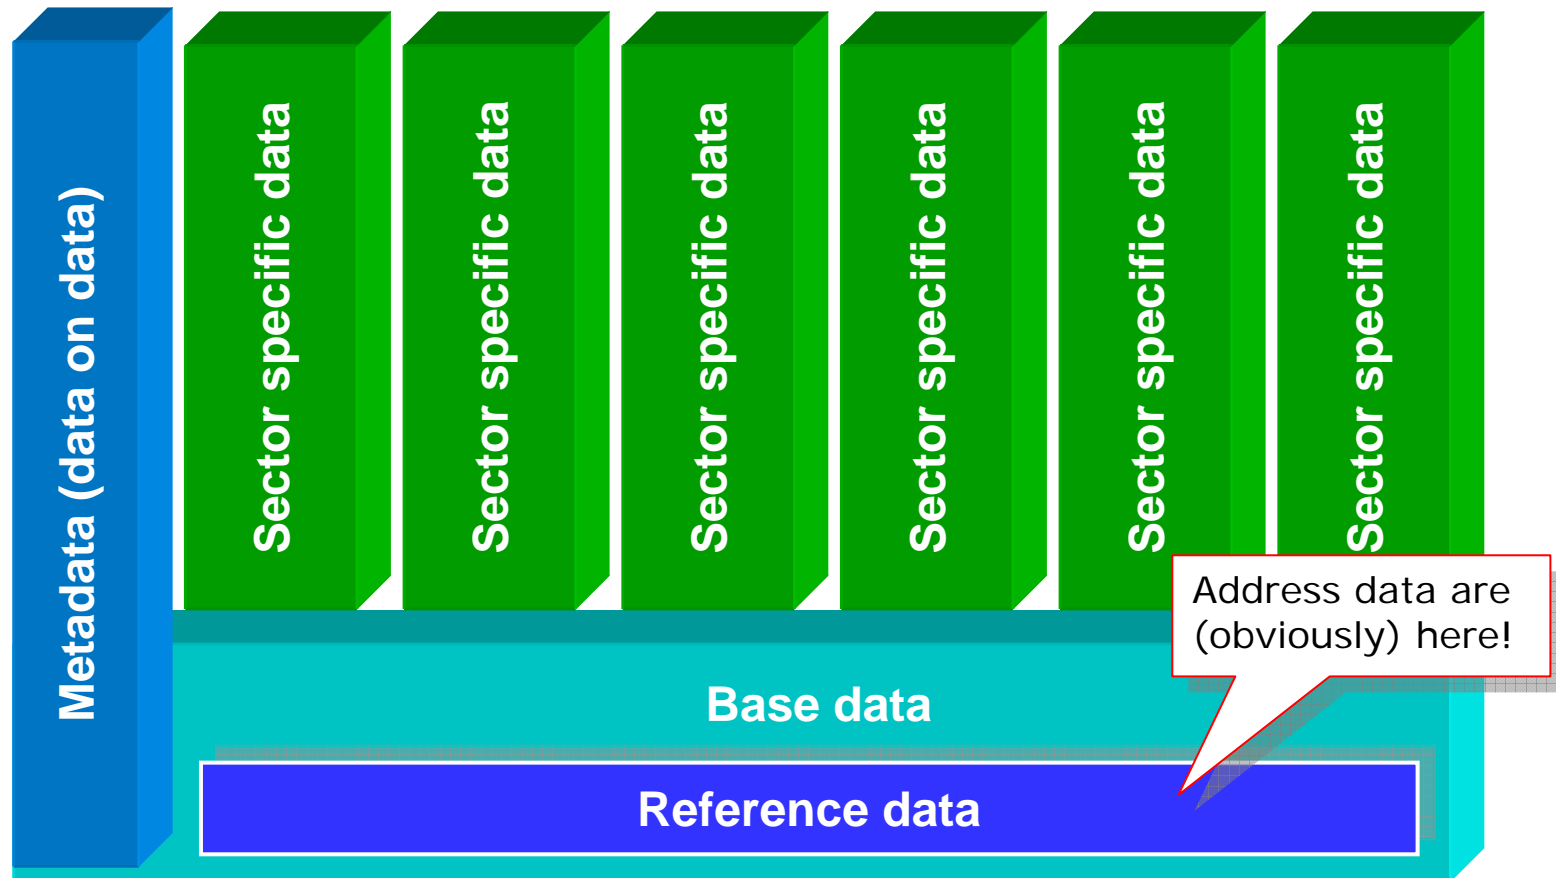 Metadata (data on data)
Sector specific data
Sector specific data
Sector specific data
Sector specific data
Sector specific data
Sector specific data
Address data are
(obviously) here!
Base data
Reference data